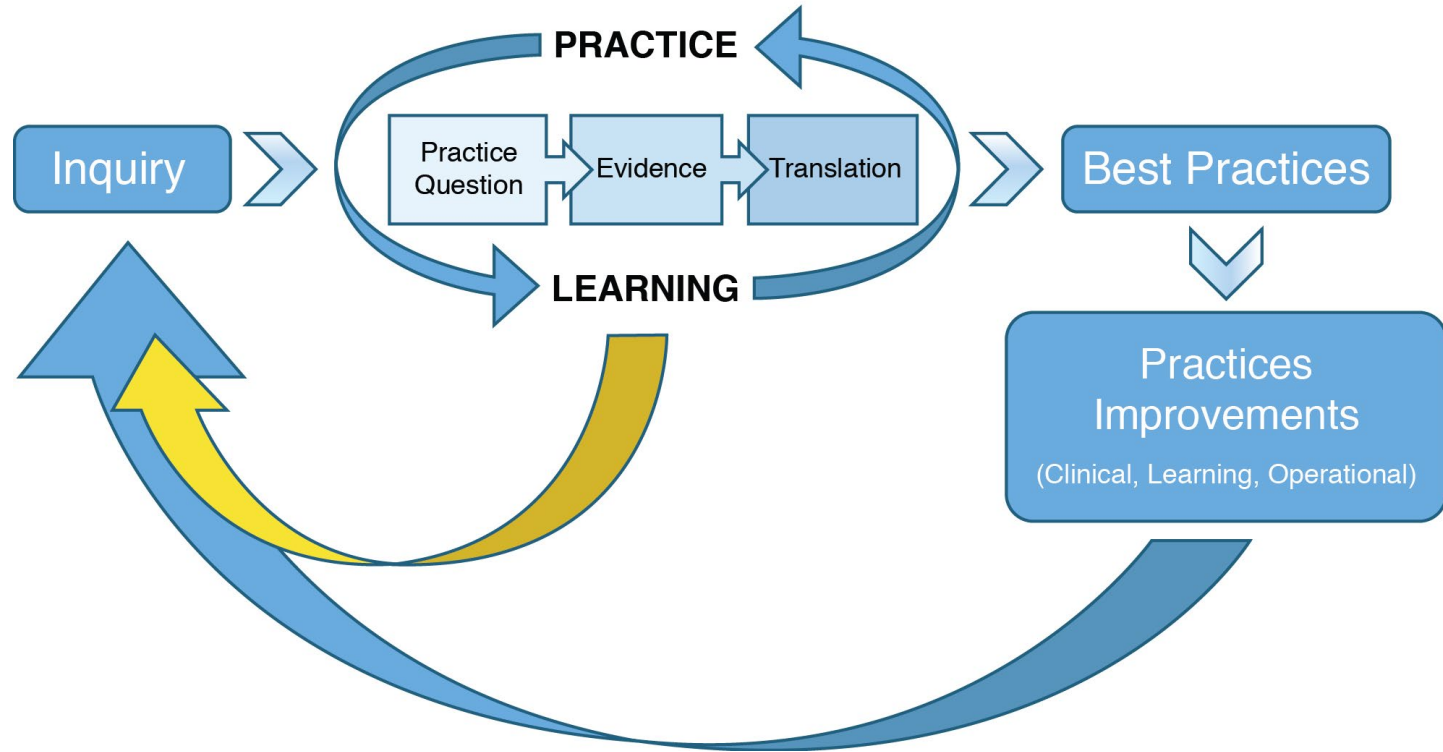 PRACTICE
Inquiry
Practice
Question
Evidence
Translation
Best Practices
LEARNING
Practices
Improvements
(Clinical, Learning, Operational)